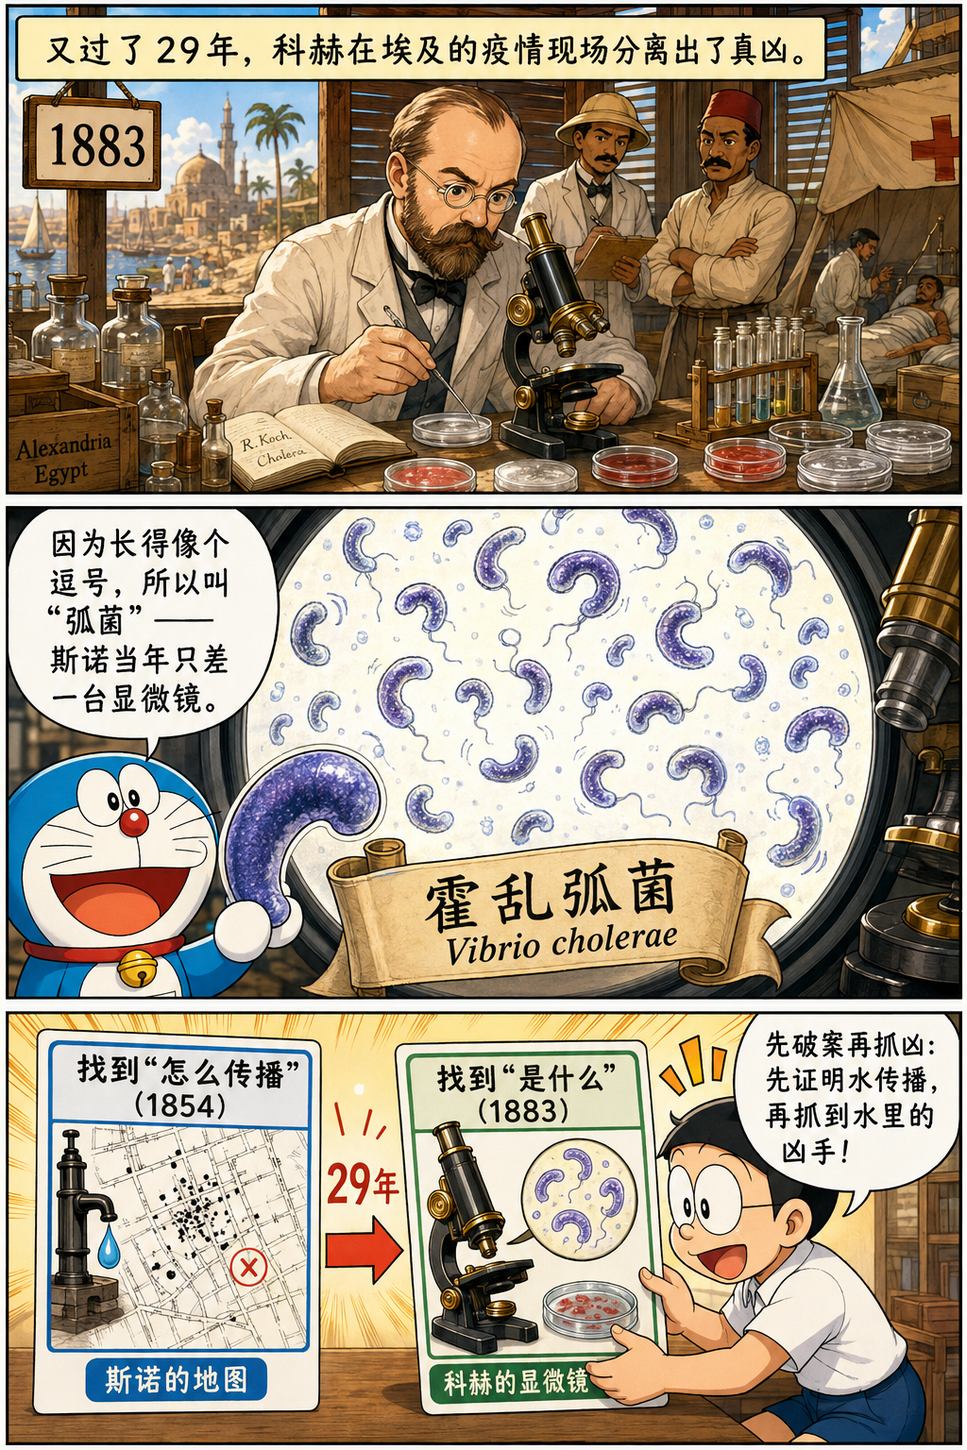 又过了29年，科赫在埃及的疫情现场分离出了真凶。
1883
Alexandria
Egypt
R. Koch.
Cholera
因为长得像个
逗号，所以叫
“弧菌”——
斯诺当年只差
一台显微镜。
霍乱弧菌
Vibrio cholerae
找到“怎么传播”
（1854）
斯诺的地图
29年
找到“是什么”
（1883）
科赫的显微镜
先破案再抓凶：
先证明水传播，
再抓到水里的
凶手！